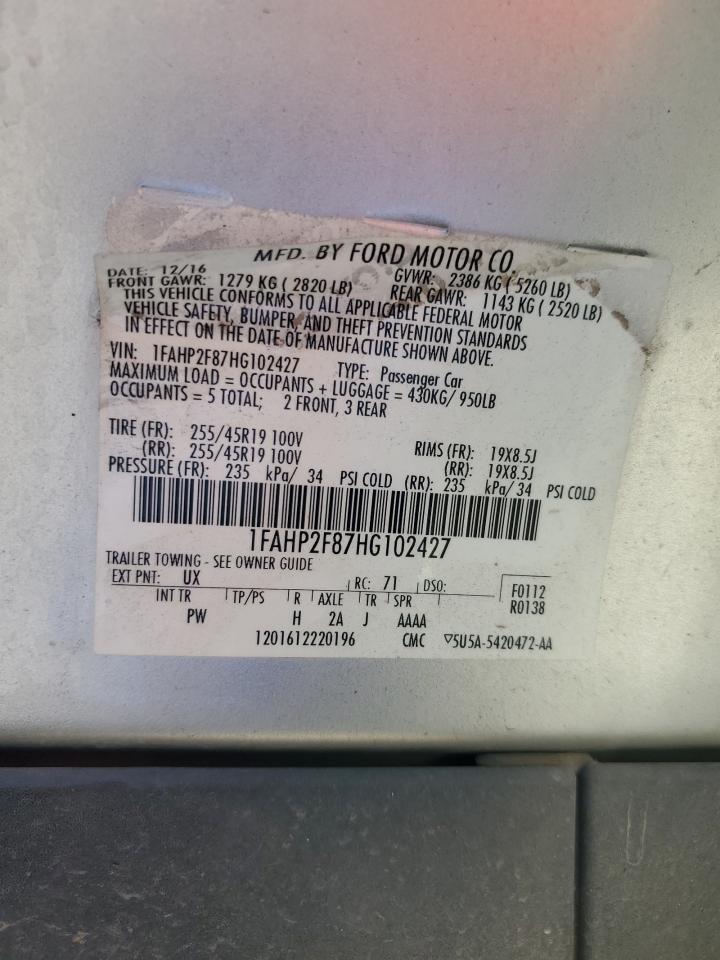 MFD. BY FORD MOTOR CO.
DATE: 12/16 GVWR: 2386 KG ( 5260 LB)
FRONT GAWR: 1279 KG ( 2820 LB) REAR GAWR: 1143 KG ( 2520 LB)
THIS VEHICLE CONFORMS TO ALL APPLICABLE FEDERAL MOTOR
VEHICLE SAFETY, BUMPER, AND THEFT PREVENTION STANDARDS
IN EFFECT ON THE DATE OF MANUFACTURE SHOWN ABOVE.
VIN: 1FAHP2F87HG102427 TYPE: Passenger Car
MAXIMUM LOAD = OCCUPANTS + LUGGAGE = 430KG/ 950LB
OCCUPANTS = 5 TOTAL; 2 FRONT, 3 REAR
TIRE (FR): 255/45R19 100V RIMS (FR): 19X8.5J
(RR): 255/45R19 100V (RR): 19X8.5J
PRESSURE (FR): 235 kPa/ 34 PSI COLD (RR): 235 kPa/ 34 PSI COLD
1FAHP2F87HG102427
TRAILER TOWING - SEE OWNER GUIDE
EXT PNT: UX RC: 71 DSO: F0112
INT TR TP/PS R AXLE TR SPR R0138
PW H 2A J AAAA
1201612220196 CMC ▽5U5A-5420472-AA